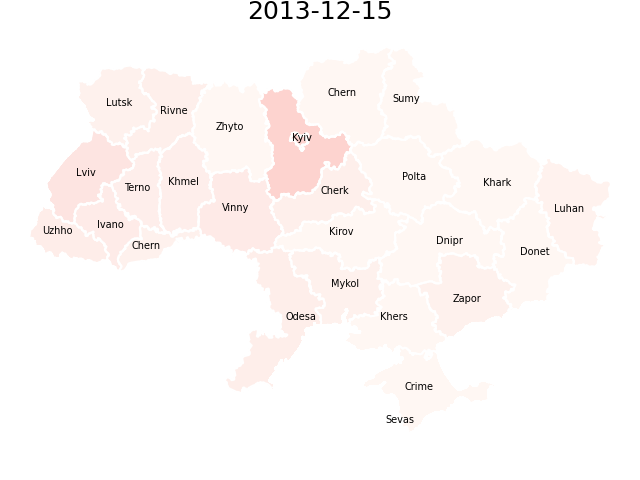 2013-12-15
Chern
Sumy
Lutsk
Rivne
Zhyto
Kyiv
Lviv
Polta
Khark
Terno
Khmel
Cherk
Vinny
Luhan
Uzhho
Ivano
Kirov
Chern
Dnipr
Donet
Mykol
Zapor
Odesa
Khers
Crime
Sevas